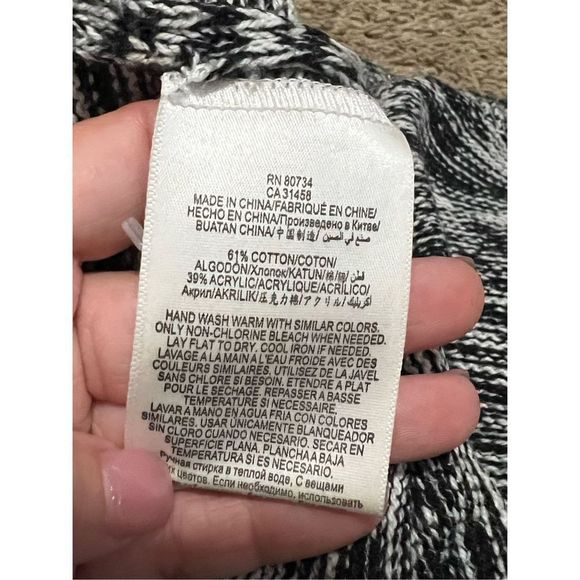 RN 80734
CA 31458
MADE IN CHINA/FABRIQUÉ EN CHINE/
HECHO EN CHINA/Произведено в Китае/
BUATAN CHINA/中国制造/صنع في الصين
61% COTTON/COTON/
ALGODÓN/Хлопок/KATUN/棉/綿/قطن
39% ACRYLIC/ACRYLIQUE/ACRÍLICO/
Акрил/AKRILIK/压克力棉/アクリル/أكريليك
HAND WASH WARM WITH SIMILAR COLORS.
ONLY NON-CHLORINE BLEACH WHEN NEEDED.
LAY FLAT TO DRY. COOL IRON IF NEEDED.
LAVAGE A LA MAIN A L'EAU FROIDE AVEC DES
COULEURS SIMILAIRES. UTILISEZ DE LA JAVEL
SANS CHLORE SI BESOIN. ETENDRE A PLAT
POUR LE SECHAGE. REPASSER A BASSE
TEMPERATURE SI NECESSAIRE.
LAVAR A MANO EN AGUA FRIA CON COLORES
SIMILARES. USAR ÚNICAMENTE BLANQUEADOR
SIN CLORO CUANDO NECESARIO. SECAR EN
SUPERFICIE PLANA. PLANCHA A BAJA
TEMPERATURA SI ES NECESARIO.
Ручная стирка в теплой воде, С вещами
цветов. Если необходимо, использовать